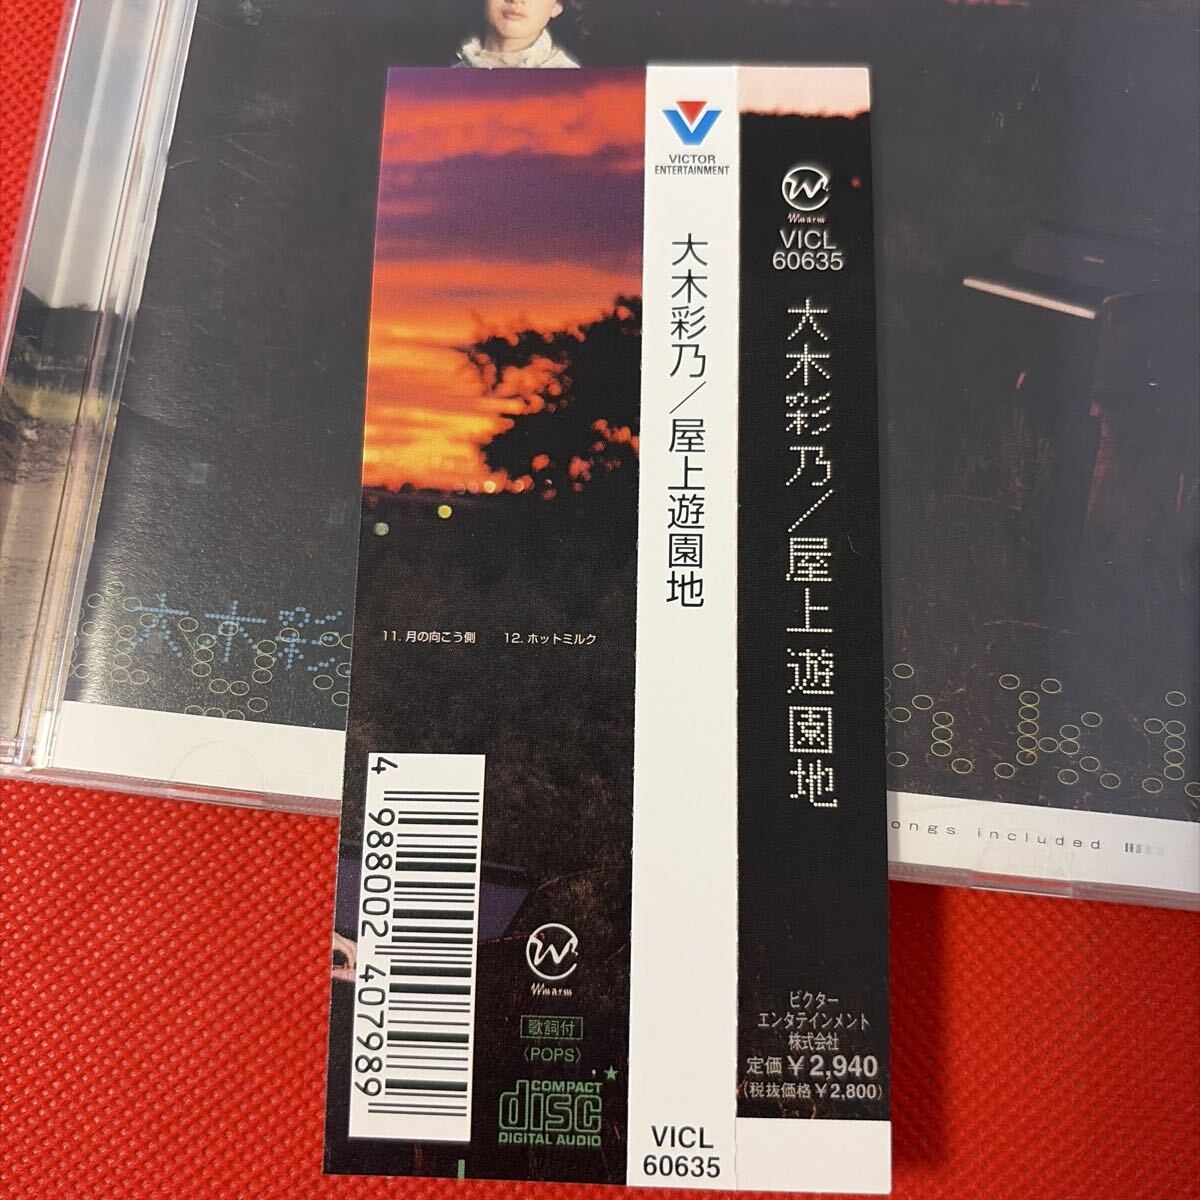 VICTOR
ENTERTAINMENT
大木彩乃/屋上遊園地
VICL
60635
Warm
VICL
60635
大木彩乃/屋上遊園地
ビクター
エンタテインメント
株式会社
定価¥2,940
(税抜価格¥2,800)
11. 月の向こう側 12. ホットミルク
4 988002 407989
Warm
歌詞付
〈POPS〉
COMPACT
disc
DIGITAL AUDIO
大木彩
ongs included